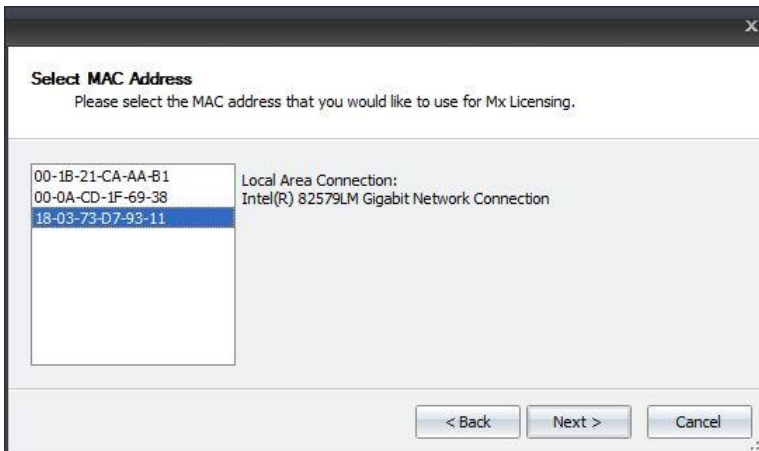 x
Select MAC Address
Please select the MAC address that you would like to use for Mx Licensing.
00-1B-21-CA-AA-B1
00-0A-CD-1F-69-38
18-03-73-D7-93-11
Local Area Connection:
Intel(R) 82579LM Gigabit Network Connection
< Back
Next >
Cancel